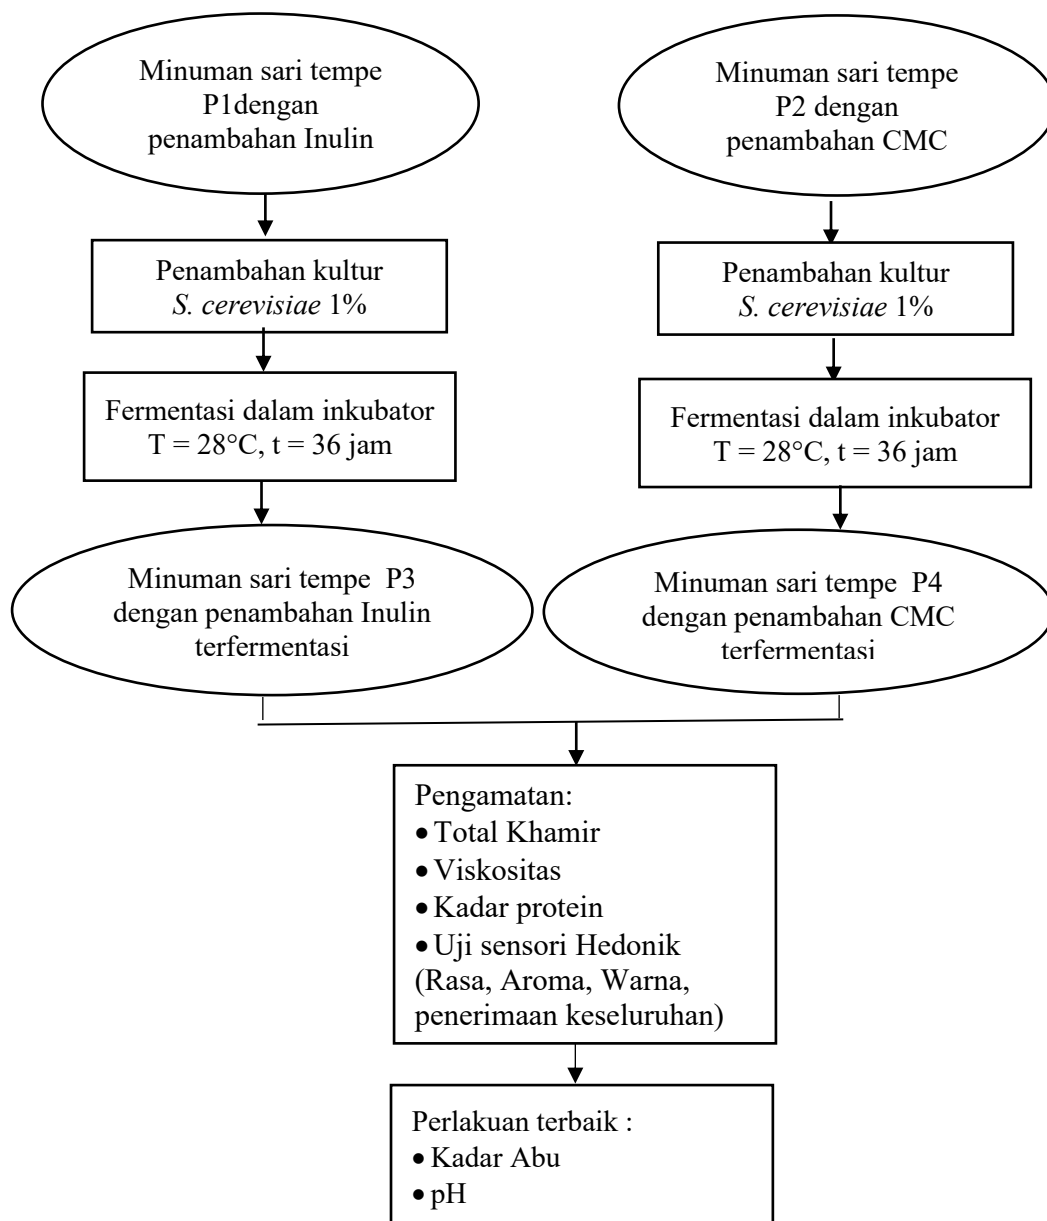 Minuman sari tempe
P1dengan
penambahan Inulin
Penambahan kultur
S. cerevisiae 1%
Fermentasi dalam inkubator
T = 28°C, t = 36 jam
Minuman sari tempe  P3
dengan penambahan Inulin
terfermentasi
Minuman sari tempe
P2 dengan
penambahan CMC
Penambahan kultur
S. cerevisiae 1%
Fermentasi dalam inkubator
T = 28°C, t = 36 jam
Minuman sari tempe  P4
dengan penambahan CMC
terfermentasi
Pengamatan:
• Total Khamir
• Viskositas
• Kadar protein
• Uji sensori Hedonik
(Rasa, Aroma, Warna,
penerimaan keseluruhan)
Perlakuan terbaik :
• Kadar Abu
• pH